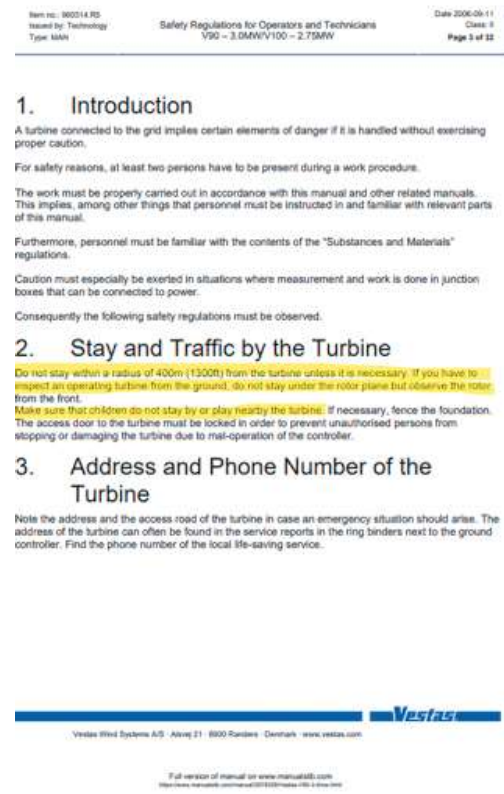 Item no.: 960314.R5
Issued by: Technology
Type: MAN
Safety Regulations for Operators and Technicians
V90 – 3.0MW/V100 – 2.75MW
Date 2006-09-11
Class: II
Page 3 of 32
1. Introduction
A turbine connected to the grid implies certain elements of danger if it is handled without exercising
proper caution.
For safety reasons, at least two persons have to be present during a work procedure.
The work must be properly carried out in accordance with this manual and other related manuals.
This implies, among other things that personnel must be instructed in and familiar with relevant parts
of this manual.
Furthermore, personnel must be familiar with the contents of the "Substances and Materials"
regulations.
Caution must especially be exerted in situations where measurement and work is done in junction
boxes that can be connected to power.
Consequently the following safety regulations must be observed.
2. Stay and Traffic by the Turbine
Do not stay within a radius of 400m (1300ft) from the turbine unless it is necessary. If you have to
inspect an operating turbine from the ground, do not stay under the rotor plane but observe the rotor
from the front.
Make sure that children do not stay by or play nearby the turbine. If necessary, fence the foundation.
The access door to the turbine must be locked in order to prevent unauthorised persons from
stopping or damaging the turbine due to mal-operation of the controller.
3. Address and Phone Number of the
Turbine
Note the address and the access road of the turbine in case an emergency situation should arise. The
address of the turbine can often be found in the service reports in the ring binders next to the ground
controller. Find the phone number of the local life-saving service.
Vestas
Vestas Wind Systems A/S · Alsvej 21 · 8900 Randers · Denmark · www.vestas.com
Full version of manual on www.manualslib.com